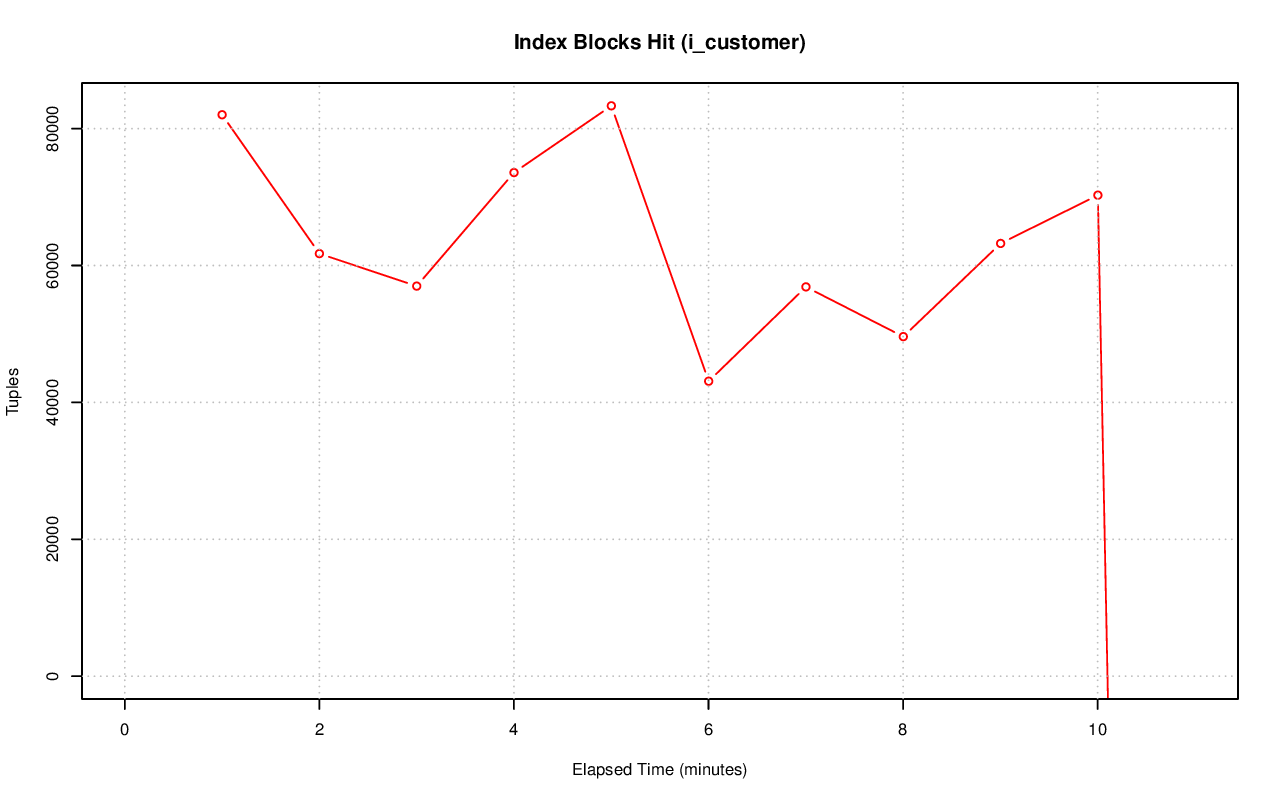 Index Blocks Hit (i_customer)
80000
60000
40000
20000
0
Tuples
0 2 4 6 8 10
Elapsed Time (minutes)